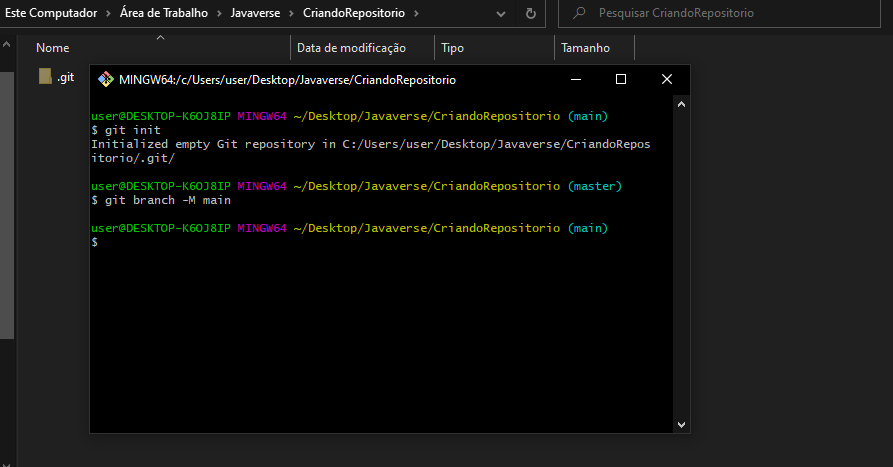 Este Computador > Área de Trabalho > Javaverse > CriandoRepositorio >
Pesquisar CriandoRepositorio
Nome Data de modificação Tipo Tamanho
.git
MINGW64:/c/Users/user/Desktop/Javaverse/CriandoRepositorio
user@DESKTOP-K6OJ8IP MINGW64 ~/Desktop/Javaverse/CriandoRepositorio (main)
$ git init
Initialized empty Git repository in C:/Users/user/Desktop/Javaverse/CriandoRepos
itorio/.git/
user@DESKTOP-K6OJ8IP MINGW64 ~/Desktop/Javaverse/CriandoRepositorio (master)
$ git branch -M main
user@DESKTOP-K6OJ8IP MINGW64 ~/Desktop/Javaverse/CriandoRepositorio (main)
$